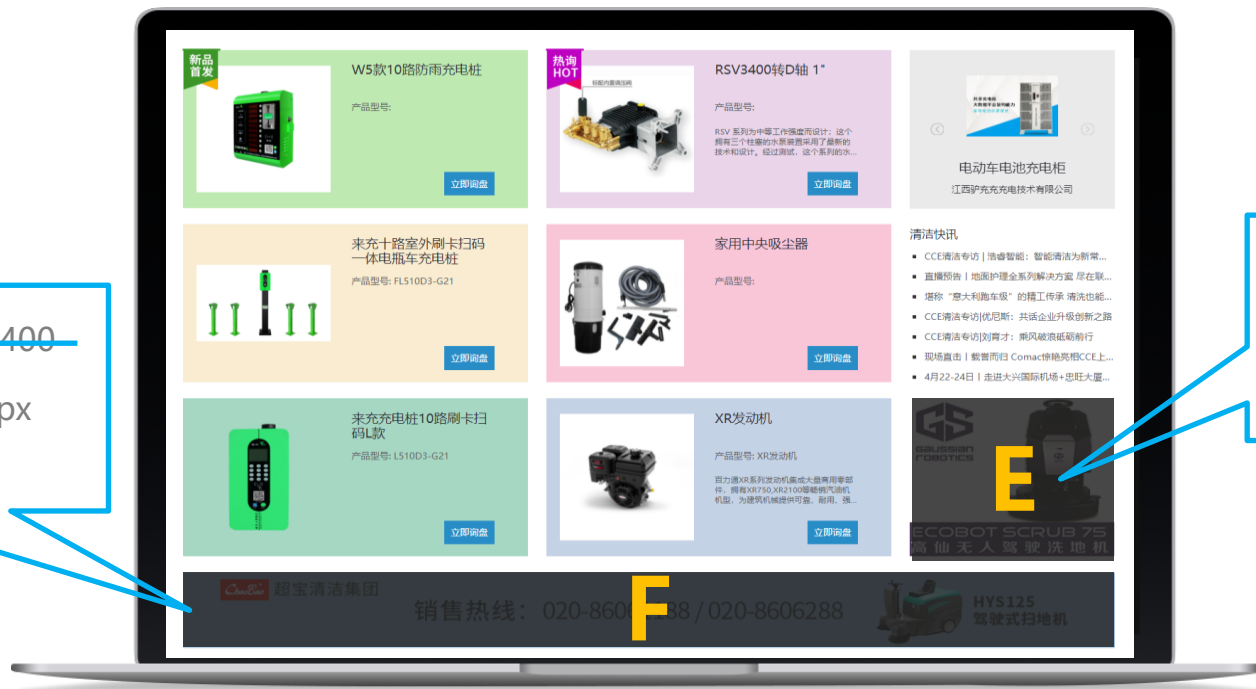 新品
首发
W5款10路防雨充电桩
产品型号:
立即询盘
热询
HOT
标配内置调压阀
RSV3400转D轴 1"
产品型号:
RSV 系列为中等工作强度而设计；这个
拥有三个柱塞的水泵装置采用了最新的
技术和设计。经过测试，这个系列的水...
立即询盘
电动车电池充电柜
江西驴充充充电技术有限公司
来充十路室外刷卡扫码
一体电瓶车充电桩
产品型号: FL510D3-G21
立即询盘
家用中央吸尘器
产品型号:
立即询盘
清洁快讯
CCE清洁专访 | 浩睿智能：智能清洁为新常...
直播预告丨地面护理全系列解决方案 尽在联...
堪称“意大利跑车级”的精工传承 清洗也能...
CCE清洁专访|优尼斯：共话企业升级创新之路
CCE清洁专访|刘育才：乘风破浪砥砺前行
现场直击丨载誉而归 Comac惊艳亮相CCE上...
4月22-24日丨走进大兴国际机场+忠旺大厦...
400
px
来充充电桩10路刷卡扫
码L款
产品型号: L510D3-G21
立即询盘
XR发动机
产品型号: XR发动机
百力通XR系列发动机集成大量商用零部
件，拥有XR750,XR2100等畅销汽油机
机型，为建筑机械提供可靠、耐用、强...
立即询盘
GS
GAUSSIAN
ROBOTICS
E
ECOBOT SCRUB 75
高仙无人驾驶洗地机
ChaoBao 超宝清洁集团
销售热线：020-8606288 / 020-8606288
F
HYS125
驾驶式扫地机